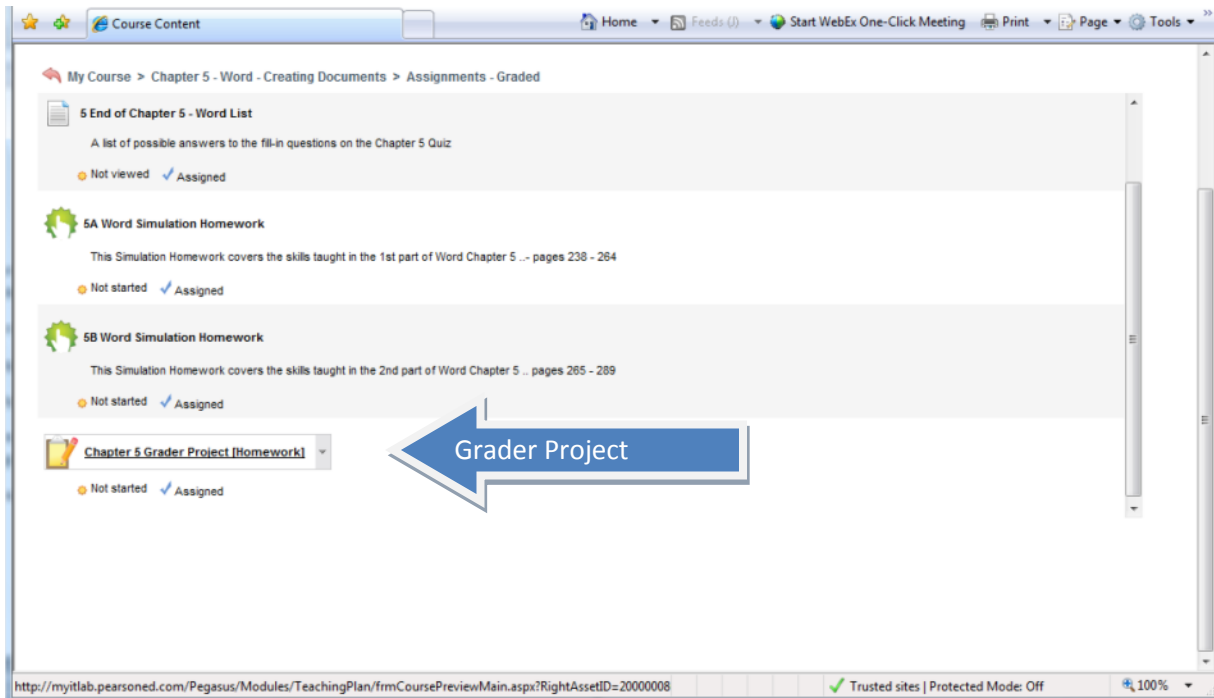 Course Content
Home Feeds (J) Start WebEx One-Click Meeting Print Page Tools »
My Course > Chapter 5 - Word - Creating Documents > Assignments - Graded
5 End of Chapter 5 - Word List
A list of possible answers to the fill-in questions on the Chapter 5 Quiz
Not viewed Assigned
5A Word Simulation Homework
This Simulation Homework covers the skills taught in the 1st part of Word Chapter 5 ..- pages 238 - 264
Not started Assigned
5B Word Simulation Homework
This Simulation Homework covers the skills taught in the 2nd part of Word Chapter 5 .. pages 265 - 289
Not started Assigned
Chapter 5 Grader Project [Homework]
Grader Project
Not started Assigned
http://myitlab.pearsoned.com/Pegasus/Modules/TeachingPlan/frmCoursePreviewMain.aspx?RightAssetID=20000008 Trusted sites | Protected Mode: Off 100%